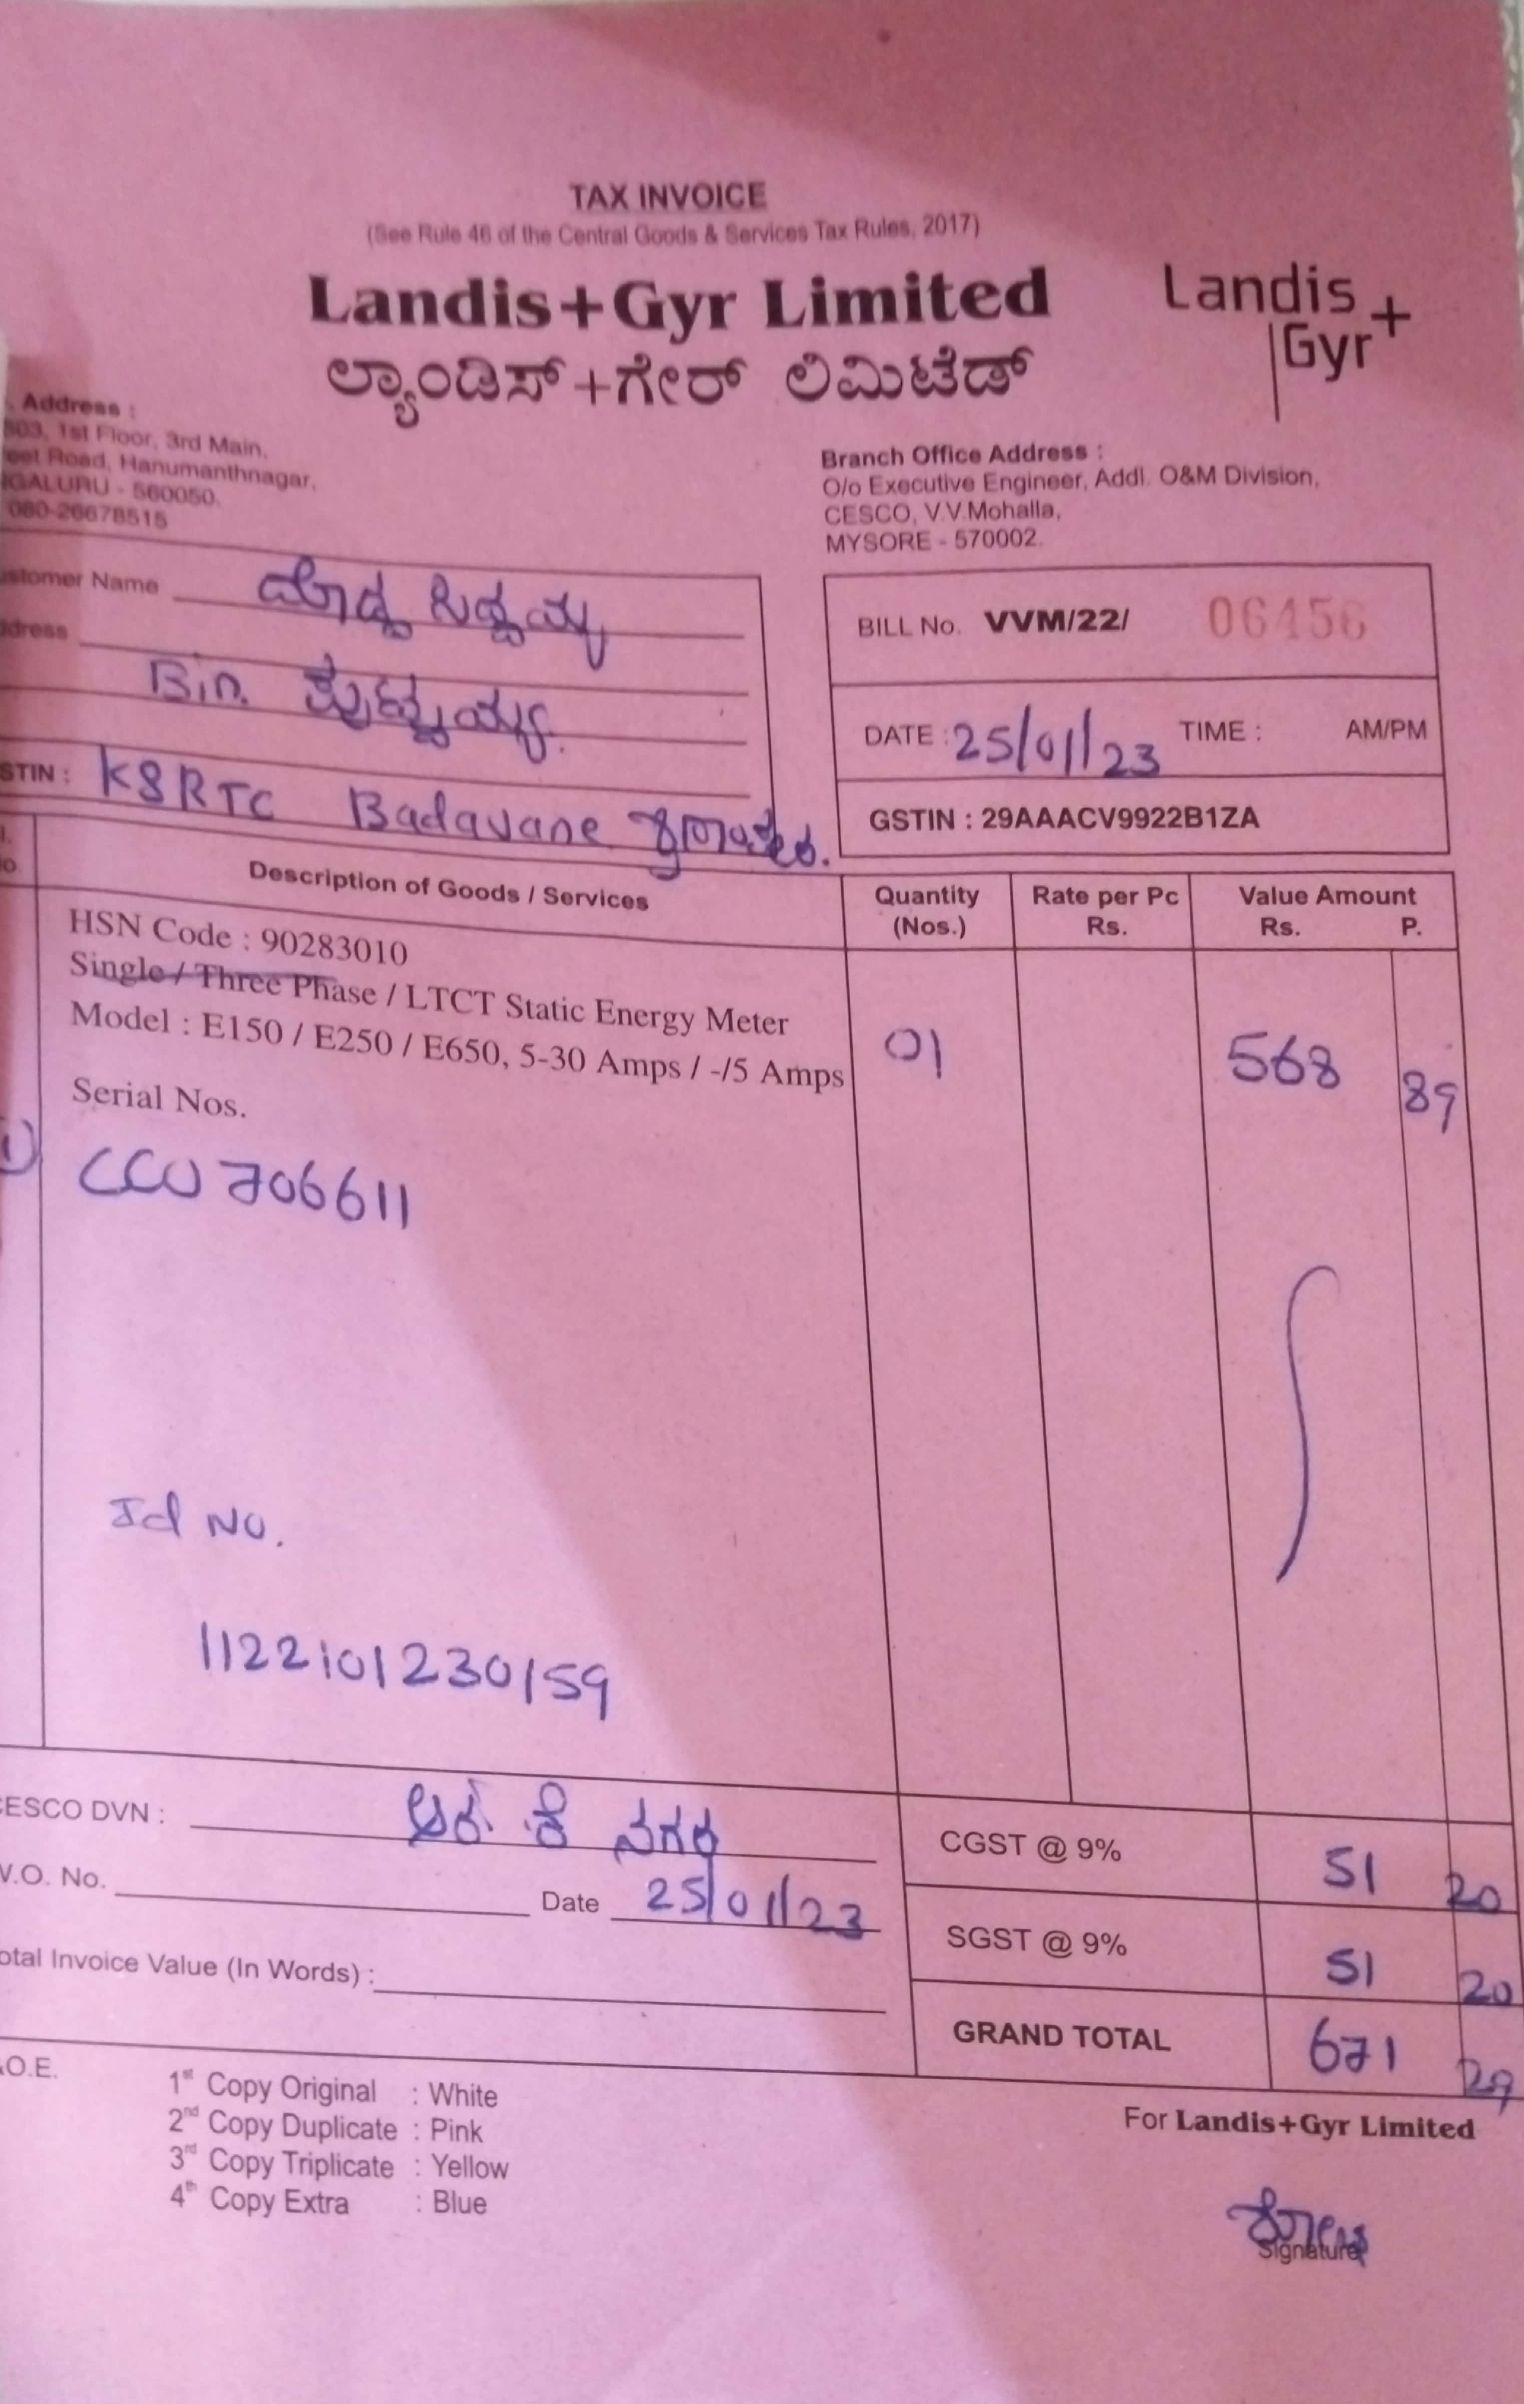 TAX INVOICE
(See Rule 46 of the Central Goods & Services Tax Rules, 2017)
Landis+Gyr Limited
ಲ್ಯಾಂಡಿಸ್+ಗೇರ್ ಲಿಮಿಟೆಡ್
Landis
Gyr+
Address :
1st Floor, 3rd Main,
Road, Hanumanthnagar,
GALURU - 560050.
080-26678515
Branch Office Address :
O/o Executive Engineer, Addl. O&M Division,
CESCO, V.V.Mohalla,
MYSORE - 570002.
stomer Name
dress
Bin.
STIN : KSRTC Badavane
BILL No. VVM/22/ 06456
DATE : 25/01/23 TIME : AM/PM
GSTIN : 29AAACV9922B1ZA
Description of Goods / Services
Quantity (Nos.)
Rate per Pc Rs.
Value Amount Rs. P.
HSN Code : 90283010
Single / Three Phase / LTCT Static Energy Meter
Model : E150 / E250 / E650, 5-30 Amps / -/5 Amps
01 568 89
Serial Nos.
1) CCU706611
Id No.
1122101230159
CESCO DVN : ಆರ್ ಕೆ ನಗರ
V.O. No. Date 25/01/23
otal Invoice Value (In Words) :
CGST @ 9% 51 20
SGST @ 9% 51 20
GRAND TOTAL 671 29
.O.E.
1st Copy Original : White
2nd Copy Duplicate : Pink
3rd Copy Triplicate : Yellow
4th Copy Extra : Blue
For Landis+Gyr Limited
Signature